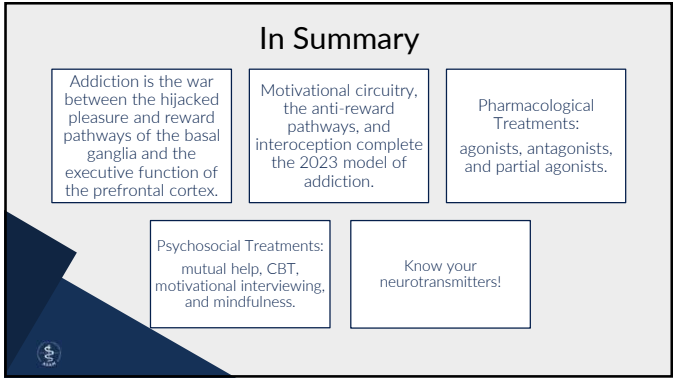 In Summary
Addiction is the war
between the hijacked
pleasure and reward
pathways of the basal
ganglia and the
executive function of
the prefrontal cortex.
Motivational circuitry,
the anti-reward
pathways, and
interoception complete
the 2023 model of
addiction.
Pharmacological
Treatments:
agonists, antagonists,
and partial agonists.
Psychosocial Treatments:
mutual help, CBT,
motivational interviewing,
and mindfulness.
Know your
neurotransmitters!